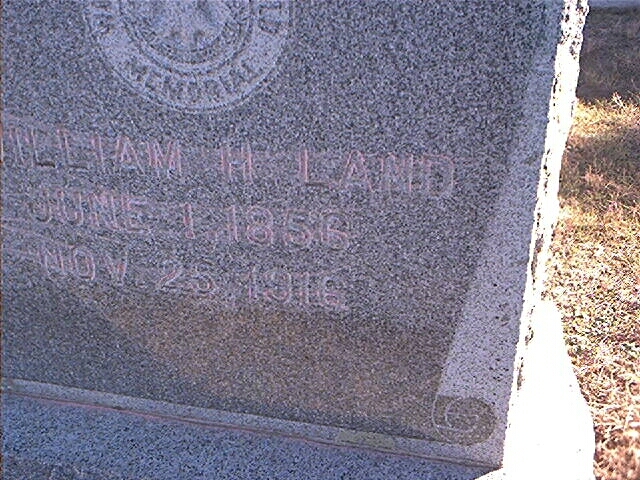 MEMORIAL
ILLIAM H. LAND
JUNE 1, 1856
NOV. 25, 1916